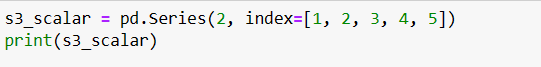 s3_scalar = pd.Series(2, index=[1, 2, 3, 4, 5])
print(s3_scalar)